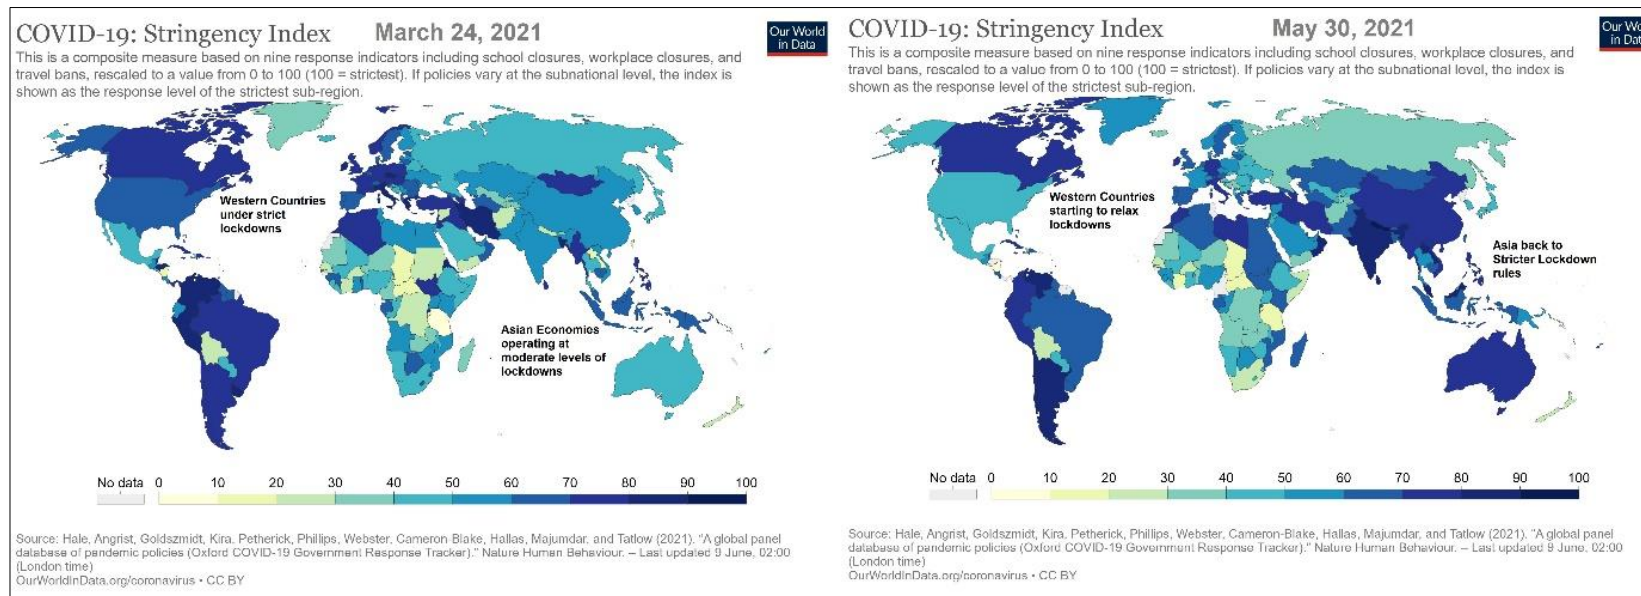 COVID-19: Stringency Index March 24, 2021
Our World
in Data
This is a composite measure based on nine response indicators including school closures, workplace closures, and
travel bans, rescaled to a value from 0 to 100 (100 = strictest). If policies vary at the subnational level, the index is
shown as the response level of the strictest sub-region.
Western Countries
under strict
lockdowns
Asian Economies
operating at
moderate levels of
lockdowns
No data 0 10 20 30 40 50 60 70 80 90 100
Source: Hale, Angrist, Goldszmidt, Kira, Petherick, Phillips, Webster, Cameron-Blake, Hallas, Majumdar, and Tatlow (2021). "A global panel
database of pandemic policies (Oxford COVID-19 Government Response Tracker)." Nature Human Behaviour. – Last updated 9 June, 02:00
(London time)
OurWorldInData.org/coronavirus • CC BY
COVID-19: Stringency Index May 30, 2021
Our World
in Data
This is a composite measure based on nine response indicators including school closures, workplace closures, and
travel bans, rescaled to a value from 0 to 100 (100 = strictest). If policies vary at the subnational level, the index is
shown as the response level of the strictest sub-region.
Western Countries
starting to relax
lockdowns
Asia back to
Stricter Lockdown
rules
No data 0 10 20 30 40 50 60 70 80 90 100
Source: Hale, Angrist, Goldszmidt, Kira, Petherick, Phillips, Webster, Cameron-Blake, Hallas, Majumdar, and Tatlow (2021). "A global panel
database of pandemic policies (Oxford COVID-19 Government Response Tracker)." Nature Human Behaviour. – Last updated 9 June, 02:00
(London time)
OurWorldInData.org/coronavirus • CC BY